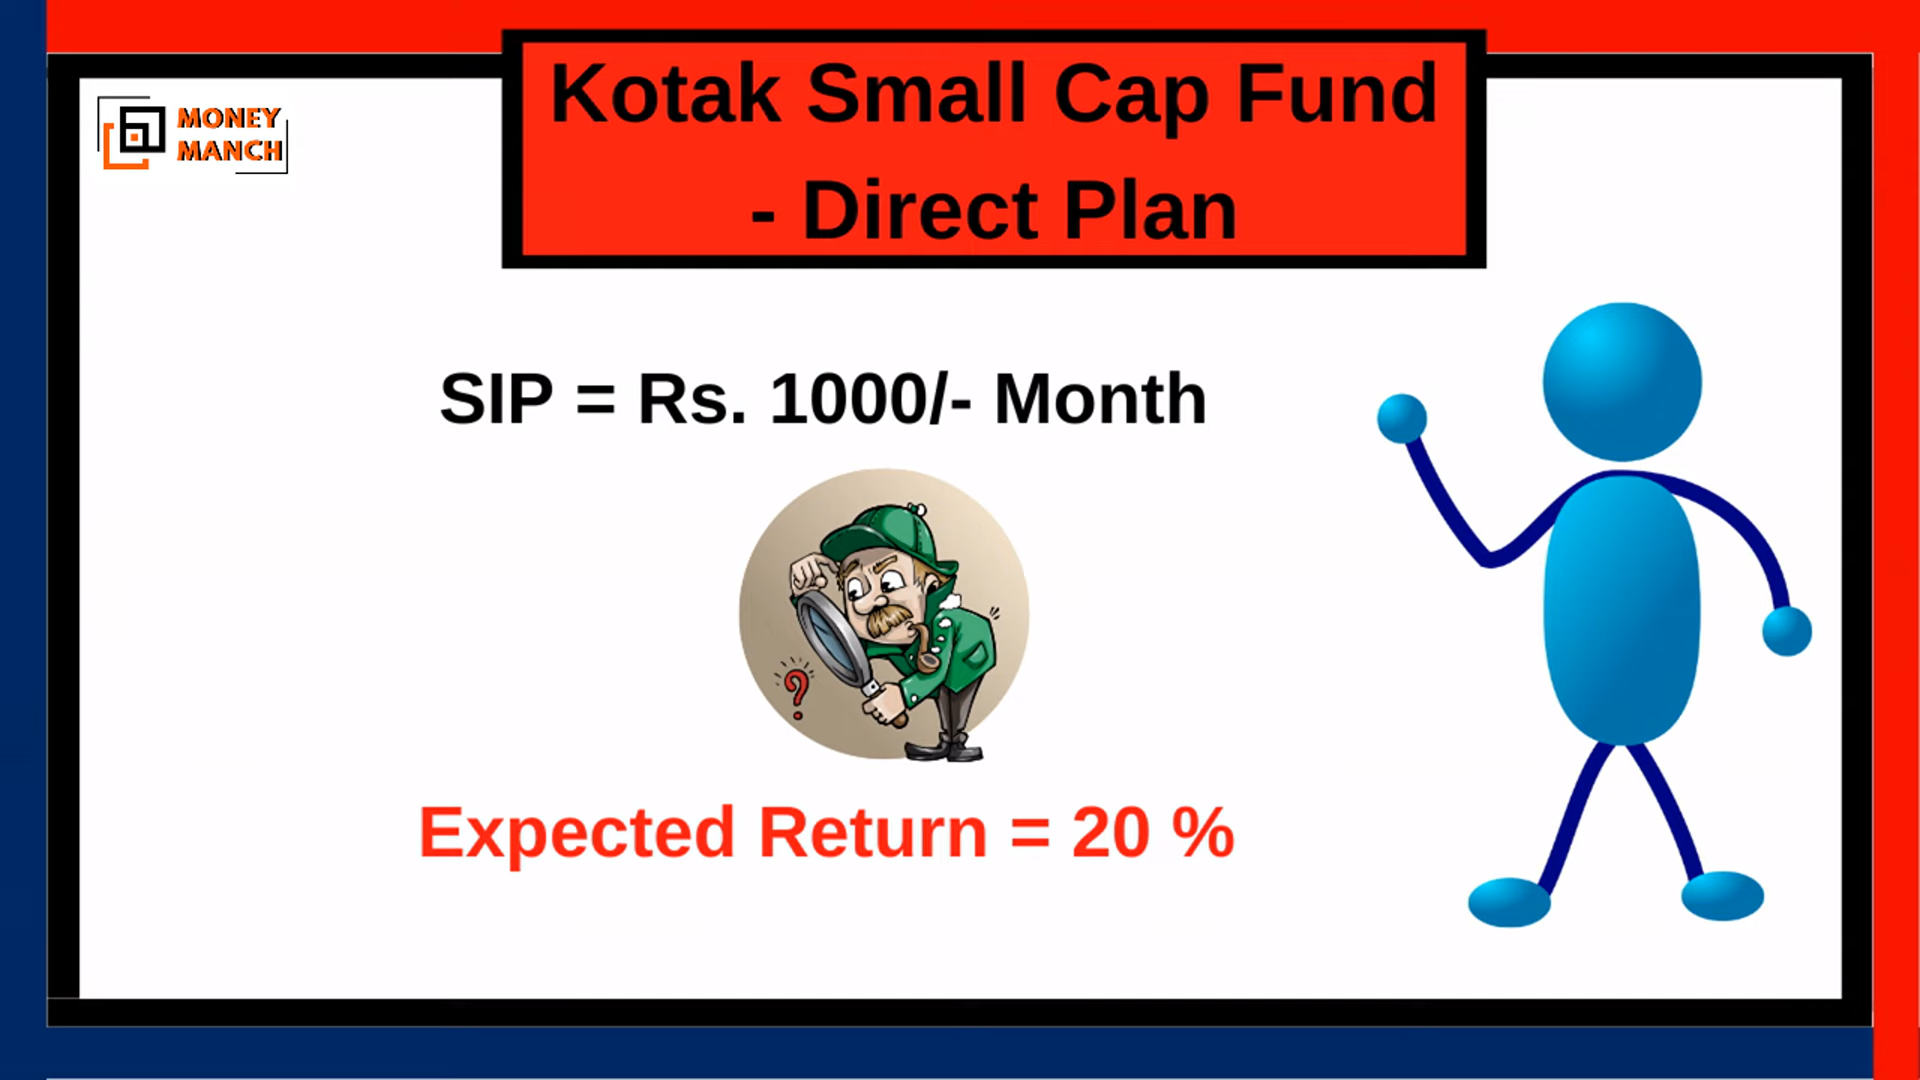 MONEY
MANCH
Kotak Small Cap Fund
- Direct Plan
SIP = Rs. 1000/- Month
?
Expected Return = 20 %